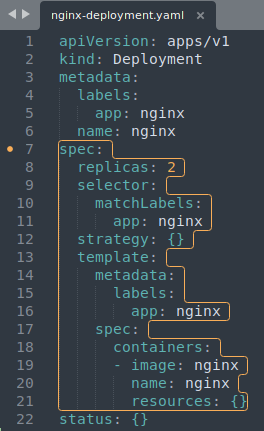 nginx-deployment.yaml ×
1 apiVersion: apps/v1
2 kind: Deployment
3 metadata:
4   labels:
5     app: nginx
6   name: nginx
7 spec:
8   replicas: 2
9   selector:
10     matchLabels:
11       app: nginx
12   strategy: {}
13   template:
14     metadata:
15       labels:
16         app: nginx
17     spec:
18       containers:
19       - image: nginx
20         name: nginx
21         resources: {}
22 status: {}